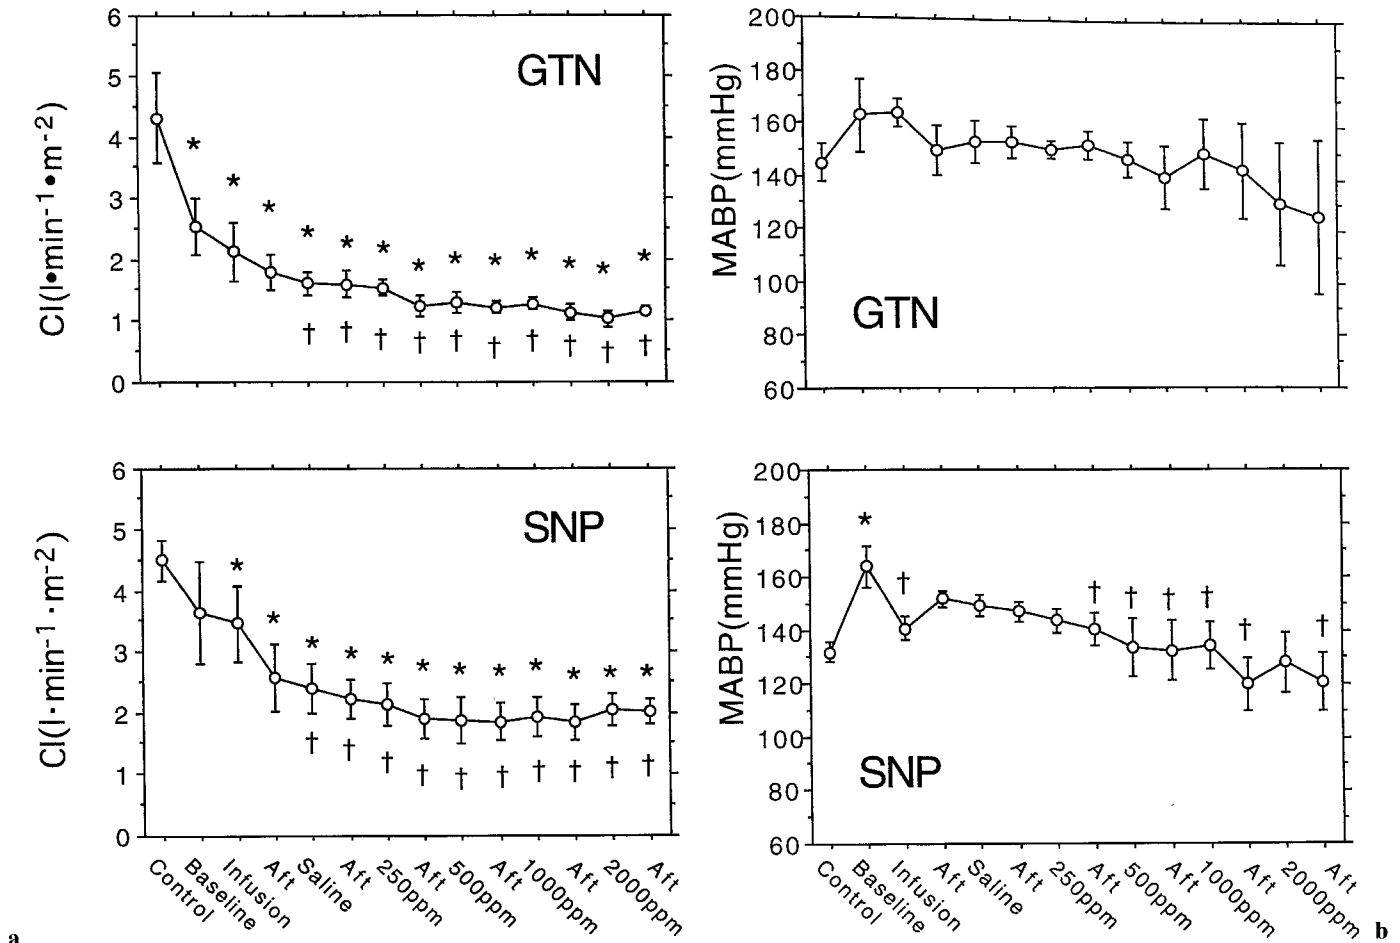 6
5
4
3
2
1
0
CI(l•min⁻¹•m⁻²)
GTN
* * * * * * * * * * * * *
† † † † † † † † † †
200
180
160
140
120
100
80
60
MABP(mmHg)
GTN
6
5
4
3
2
1
0
CI(l·min⁻¹·m⁻²)
SNP
* * * * * * * * * * * *
† † † † † † † † † †
Control
Baseline
Infusion
Aft
Saline
Aft
250ppm
Aft
500ppm
Aft
1000ppm
Aft
2000ppm
Aft
a
200
180
160
140
120
100
80
60
MABP(mmHg)
SNP
*
† † † † † † †
Control
Baseline
Infusion
Aft
Saline
Aft
250ppm
Aft
500ppm
Aft
1000ppm
Aft
2000ppm
Aft
b